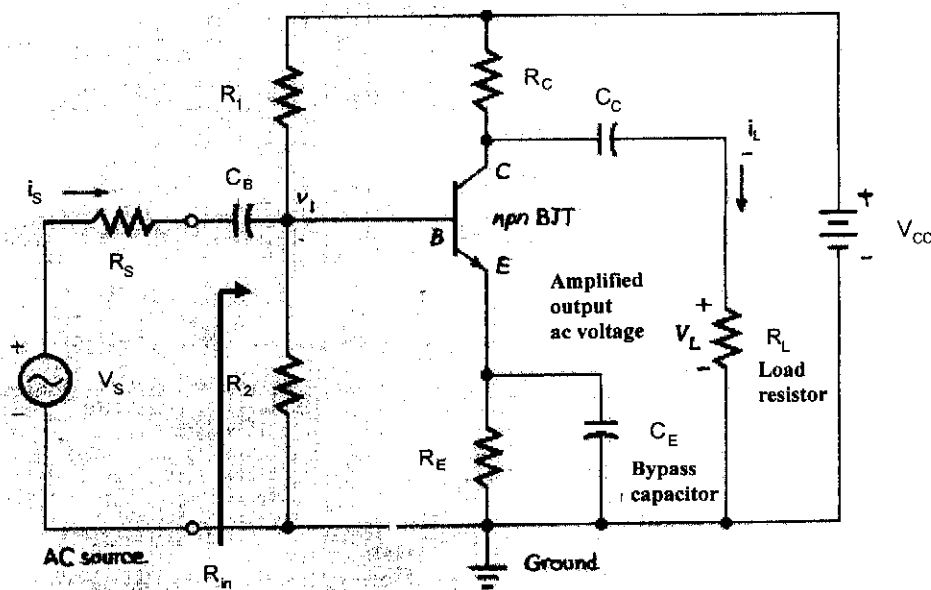 R1
RC
CC
iL
iS
CB
v1
C
npn BJT
B
E
+
-
VCC
RS
Amplified
output
ac voltage
+
VL
-
RL
Load
resistor
+
-
VS
R2
RE
CE
Bypass
capacitor
AC source
Rin
Ground